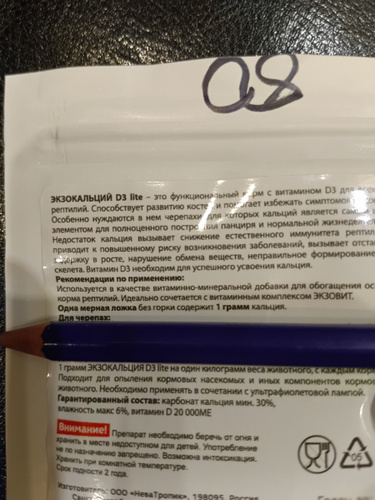 08
ЭКЗОКАЛЬЦИЙ D3 lite – это функциональный корм с витамином D3 для
рептилий. Способствует развитию костей и помогает избежать
Особенно нуждаются в нем черепахи, для которых кальций является
элементом для полноценного построения панциря и нормальной
Недостаток кальция вызывает снижение естественного иммунитета
приводит к повышенному риску возникновения заболеваний, вызывает
задержку в росте, нарушение обмена веществ, неправильное формирование
скелета. Витамин D3 необходим для успешного усвоения кальция.
Рекомендации по применению:
Используется в качестве витаминно-минеральной добавки для обогащения
корма рептилий. Идеально сочетается с витаминным комплексом ЭКЗОВИТ.
Одна мерная ложка без горки содержит 1 грамм кальция.
Для черепах:
1 грамм ЭКЗОКАЛЬЦИЯ D3 lite на один килограмм веса животного, с каждым
Подходит для опыления кормовых насекомых и иных компонентов
животного. Необходимо применять в сочетании с ультрафиолетовой лампой.
Гарантированный состав: карбонат кальция мин. 30%,
влажность макс 6%, витамин D 20 000МЕ
Внимание! Препарат необходимо беречь от огня и
хранить в месте недоступном для детей. Употребление
не по назначению запрещено. Возможна интоксикация.
Хранить при комнатной температуре.
Срок годности 2 года.
05
Изготовлено: ООО «НеваТропик», 198095, Россия,